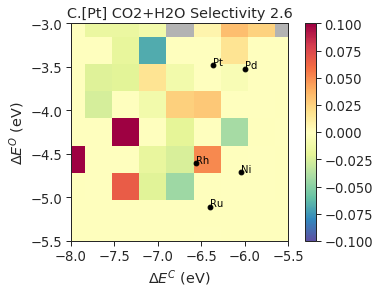 C.[Pt] CO2+H2O Selectivity 2.6
−3.0
−3.5
−4.0
−4.5
−5.0
−5.5
ΔE^O (eV)
Pt
Pd
Rh
Ni
Ru
−8.0 −7.5 −7.0 −6.5 −6.0 −5.5
ΔE^C (eV)
0.100
0.075
0.050
0.025
0.000
−0.025
−0.050
−0.075
−0.100